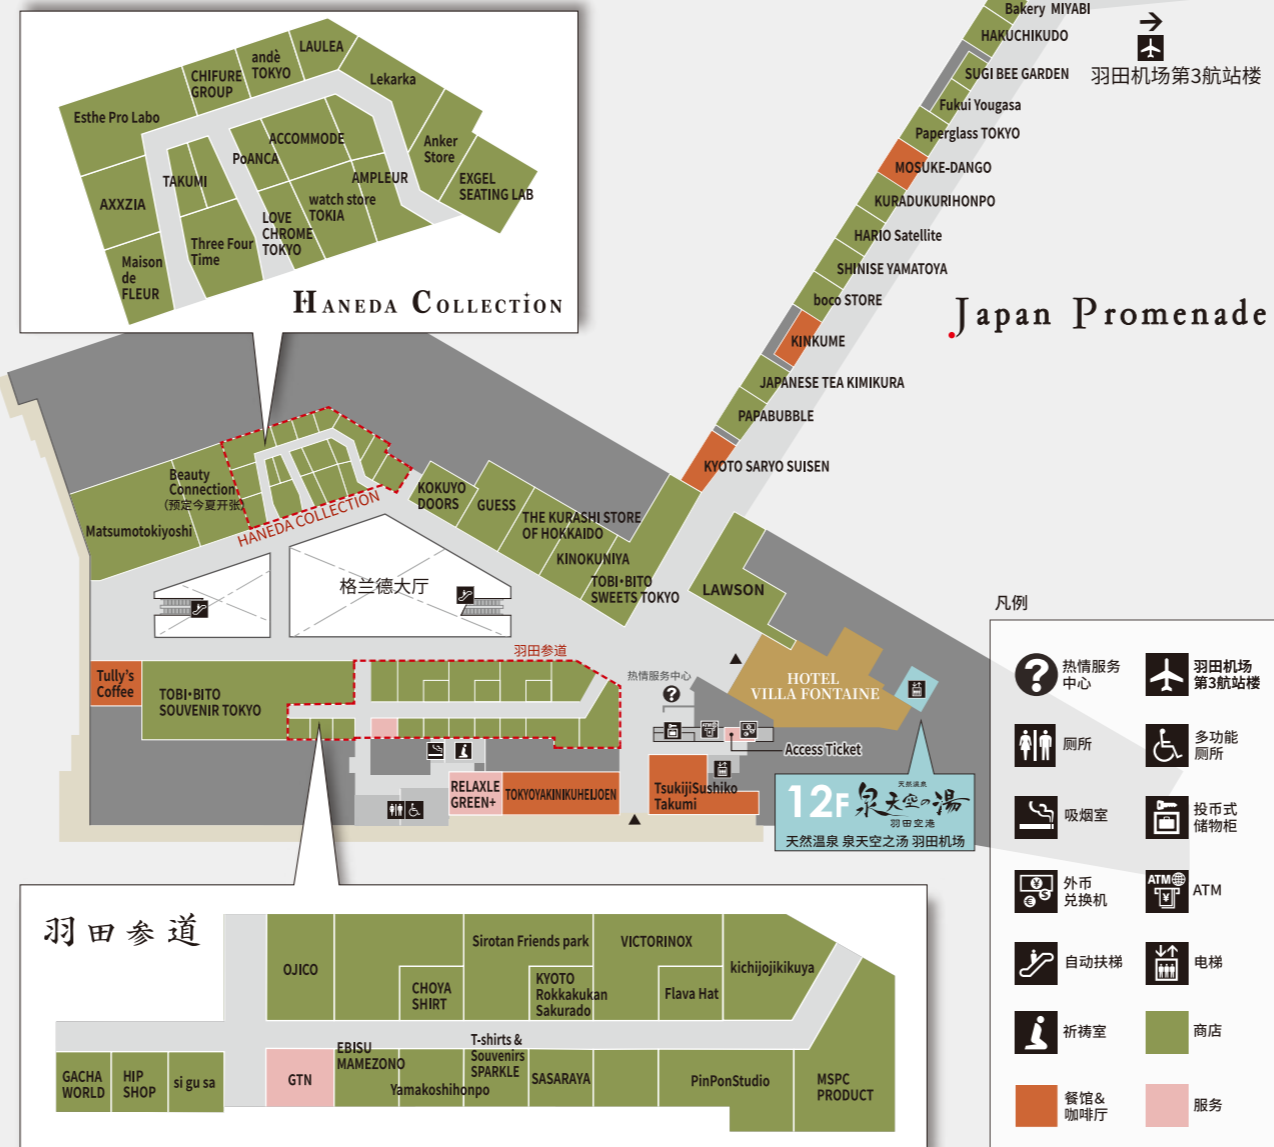 LAULEA
andè
TOKYO
CHIFURE
GROUP
Lekarka
Esthe Pro Labo
ACCOMMODE
PoANCA
Anker
Store
TAKUMI
AMPLEUR
EXGEL
SEATING LAB
AXXZIA
watch store
TOKIA
LOVE
CHROME
TOKYO
Three Four
Time
Maison
de
FLEUR
HANEDA COLLECTION
Bakery MIYABI
HAKUCHIKUDO
SUGI BEE GARDEN
Fukui Yougasa
Paperglass TOKYO
MOSUKE-DANGO
KURADUKURIHONPO
HARIO Satellite
SHINISE YAMATOYA
boco STORE
KINKUME
JAPANESE TEA KIMIKURA
PAPABUBBLE
KYOTO SARYO SUISEN
羽田机场第3航站楼
Japan Promenade
Beauty
Connection
（预定今夏开张）
Matsumotokiyoshi
HANEDA COLLECTION
KOKUYO
DOORS
GUESS
THE KURASHI STORE
OF HOKKAIDO
KINOKUNIYA
TOBI•BITO
SWEETS TOKYO
LAWSON
格兰德大厅
羽田参道
Tully's
Coffee
TOBI•BITO
SOUVENIR TOKYO
热情服务中心
HOTEL
VILLA FONTAINE
Access Ticket
RELAXLE
GREEN+
TOKYOYAKINIKUHEIJOEN
TsukijiSushiko
Takumi
12F
天然温泉
泉天空の湯
羽田空港
天然温泉 泉天空之汤 羽田机场
羽田参道
OJICO
Sirotan Friends park
VICTORINOX
kichijojikikuya
CHOYA
SHIRT
KYOTO
Rokkakukan
Sakurado
Flava Hat
GACHA
WORLD
HIP
SHOP
si gu sa
GTN
EBISU
MAMEZONO
Yamakoshihonpo
T-shirts &
Souvenirs
SPARKLE
SASARAYA
PinPonStudio
MSPC
PRODUCT
凡例
热情服务
中心
羽田机场
第3航站楼
厕所
多功能
厕所
吸烟室
投币式
储物柜
外币
兑换机
ATM
ATM
自动扶梯
电梯
祈祷室
商店
餐馆&
咖啡厅
服务